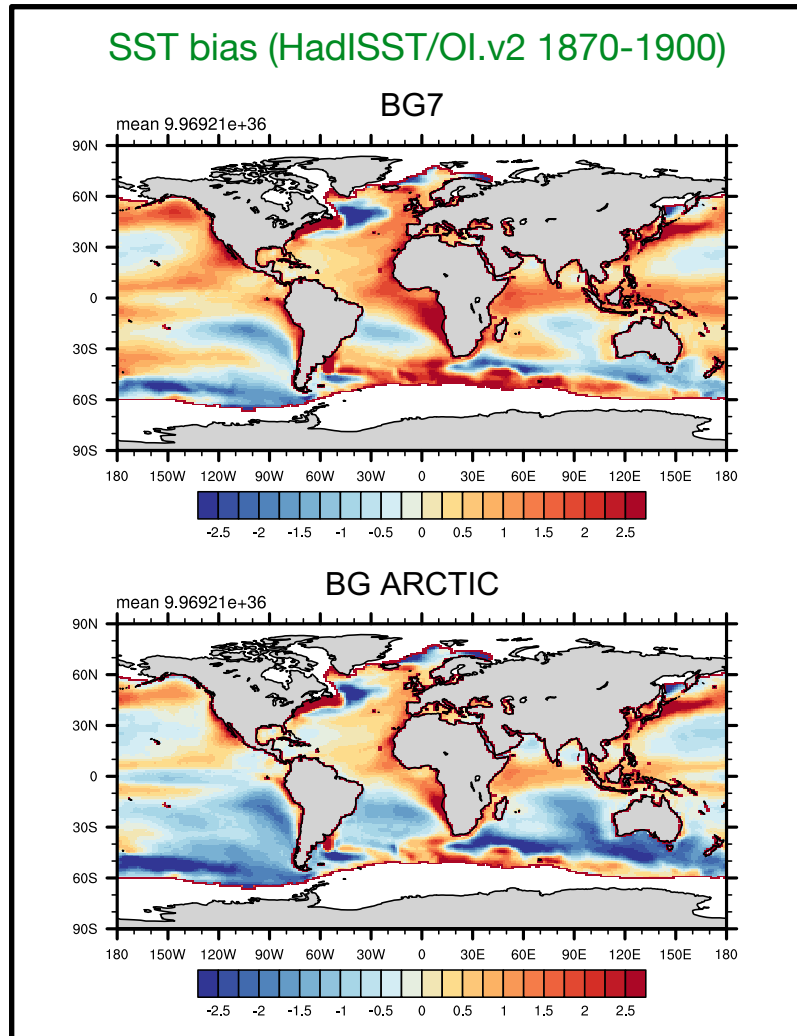 SST bias (HadISST/OI.v2 1870-1900)
BG7
mean 9.96921e+36
90N
60N
30N
0
30S
60S
90S
180 150W 120W 90W 60W 30W 0 30E 60E 90E 120E 150E 180
-2.5 -2 -1.5 -1 -0.5 0 0.5 1 1.5 2 2.5
BG ARCTIC
mean 9.96921e+36
90N
60N
30N
0
30S
60S
90S
180 150W 120W 90W 60W 30W 0 30E 60E 90E 120E 150E 180
-2.5 -2 -1.5 -1 -0.5 0 0.5 1 1.5 2 2.5